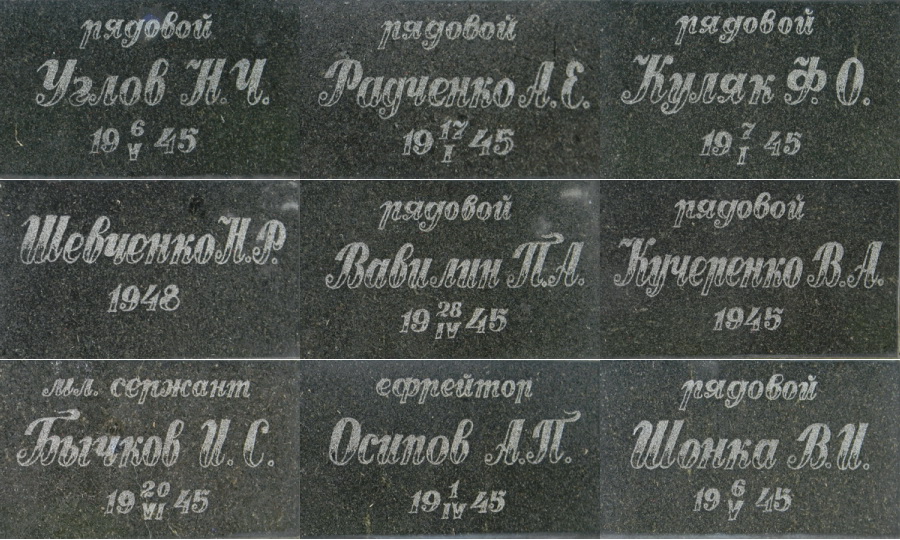 рядовой
Углов Н.Ч.
19 6/V 45
рядовой
Радченко А.Е.
19 17/I 45
рядовой
Куляк Ф.О.
19 7/I 45
Шевченко Н.Р.
1948
рядовой
Вавилин П.А.
19 28/IV 45
рядовой
Кучеренко В.А.
1945
мл. сержант
Бычков И.С.
19 20/VI 45
ефрейтор
Осипов А.П.
19 1/IV 45
рядовой
Шонка В.И.
19 6/V 45